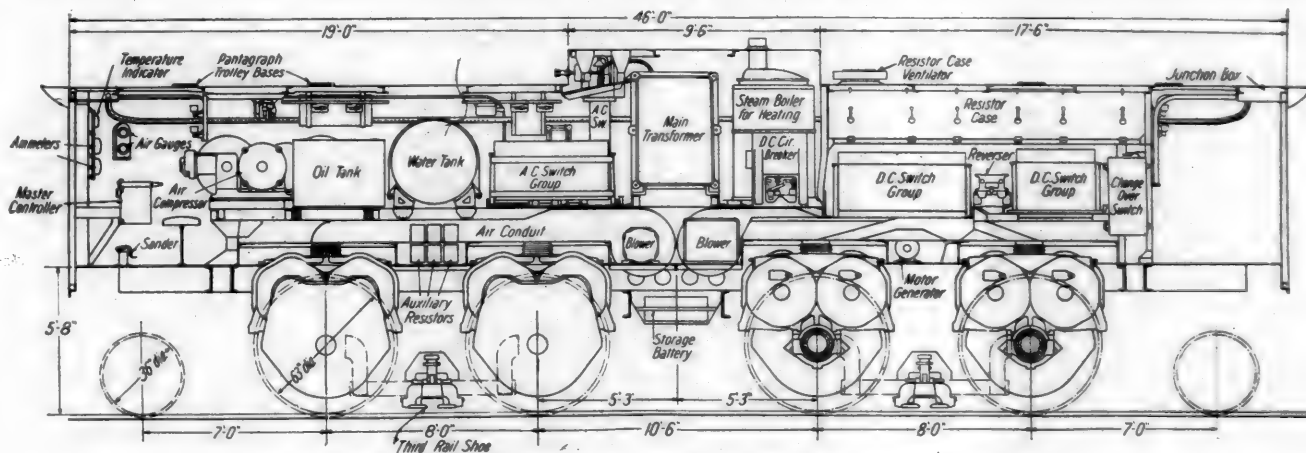 46'-0"
19'-0"
9'-6"
17'-6"
Temperature
Indicator
Pantagraph
Trolley Bases
Resistor Case
Ventilator
Junction Box
Ammeters
Air Gauges
Air
Compressor
Oil Tank
Water Tank
A.C.
Sw.
A.C. Switch
Group
Main
Transformer
Steam Boiler
for Heating
D.C. Cir.
Breaker
Resistor
Case
D.C. Switch
Group
Reverser
D.C. Switch
Group
Change
Over
Switch
Master
Controller
Sander
Air Conduit
Blower
Blower
Auxiliary
Resistors
Storage
Battery
Motor
Generator
5'-8"
36" dia.
63" dia.
5'-3"
5'-3"
7'-0"
8'-0"
10'-6"
8'-0"
7'-0"
Third Rail Shoe